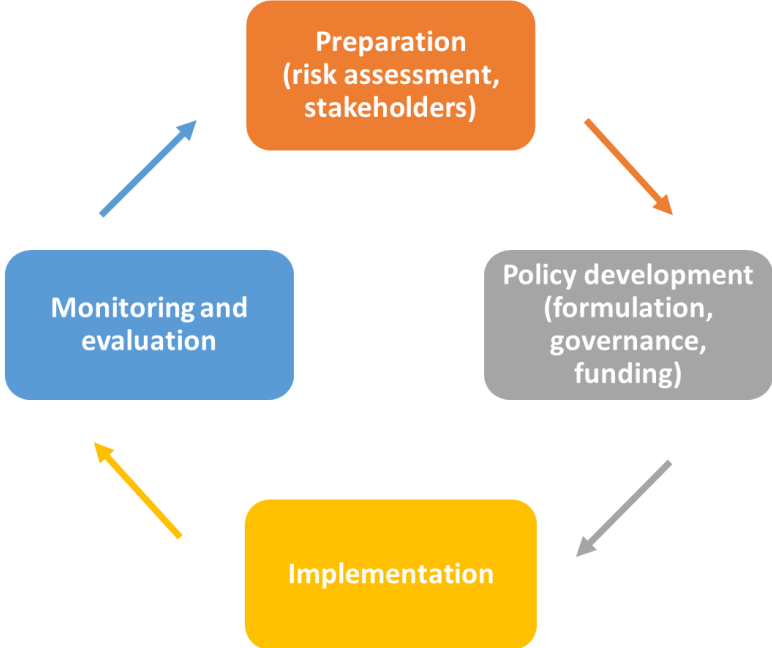 Preparation
(risk assessment,
stakeholders)
Policy development
(formulation,
governance,
funding)
Monitoring and
evaluation
Implementation